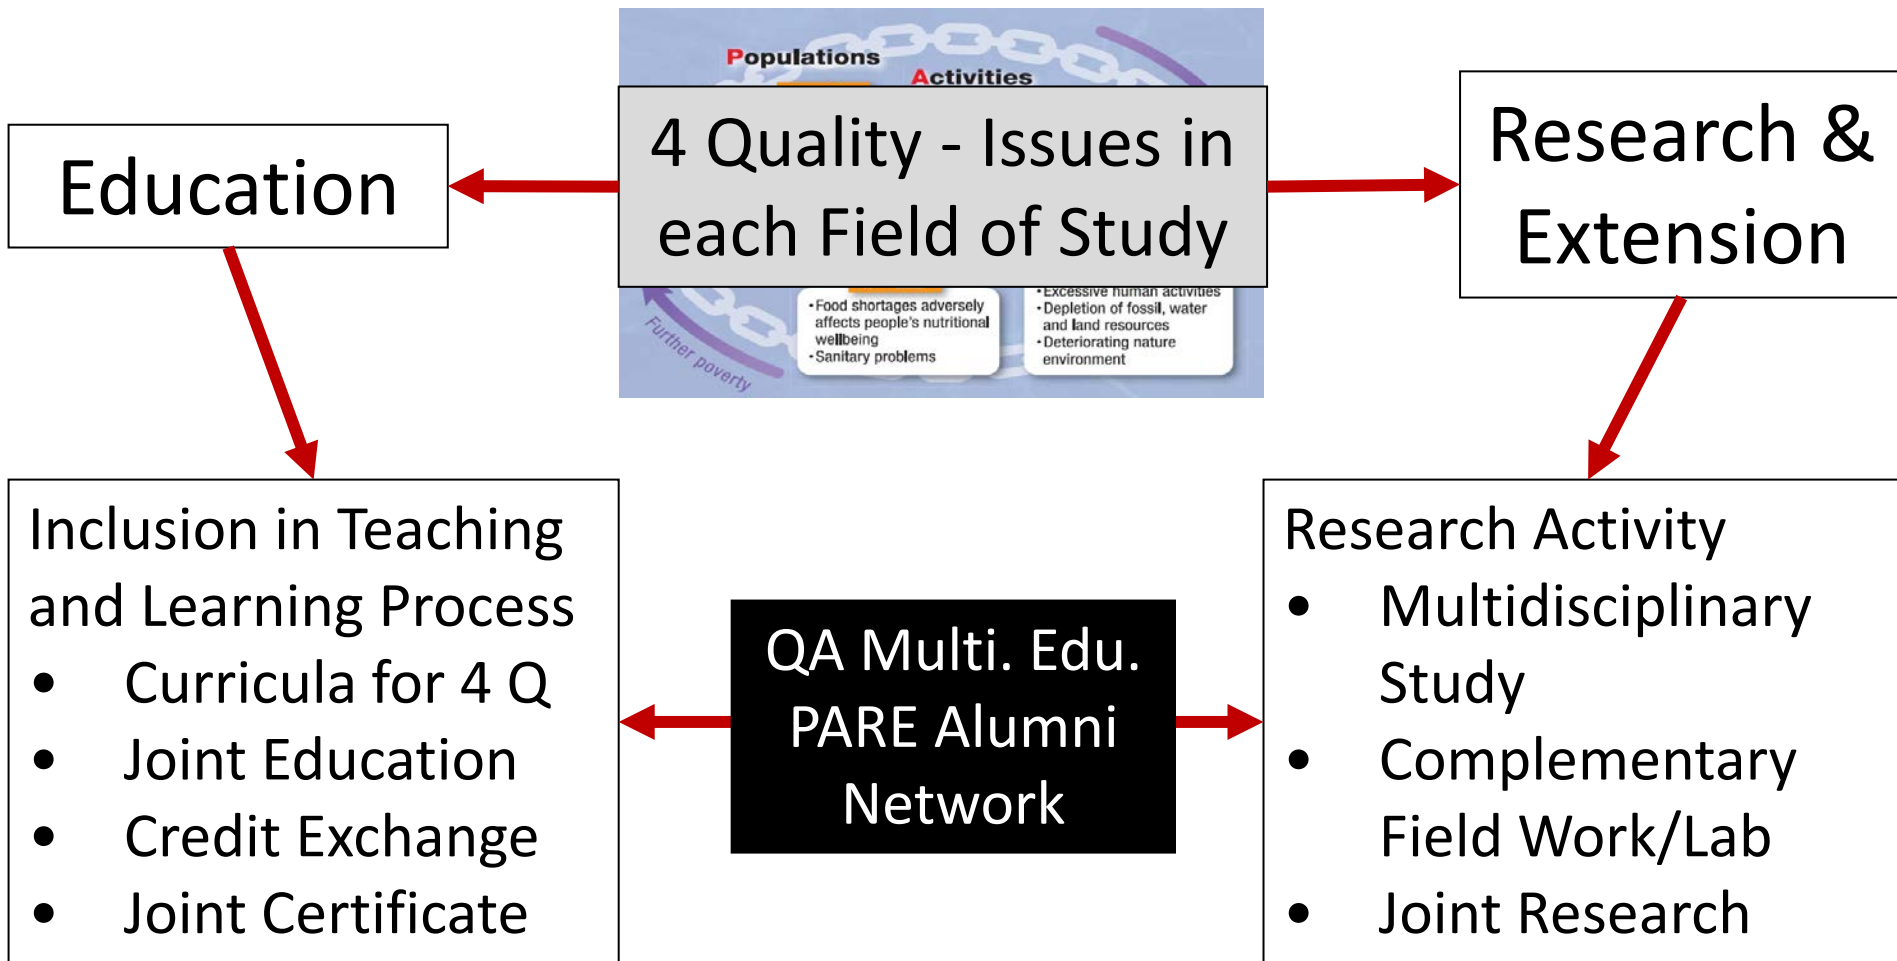 Populations
Activities
4 Quality - Issues in
each Field of Study
Education
Research &
Extension
•Food shortages adversely
affects people's nutritional
wellbeing
•Sanitary problems
•Excessive human activities
•Depletion of fossil, water
and land resources
•Deteriorating nature
environment
Further poverty
Inclusion in Teaching
and Learning Process
• Curricula for 4 Q
• Joint Education
• Credit Exchange
• Joint Certificate
QA Multi. Edu.
PARE Alumni
Network
Research Activity
• Multidisciplinary
Study
• Complementary
Field Work/Lab
• Joint Research